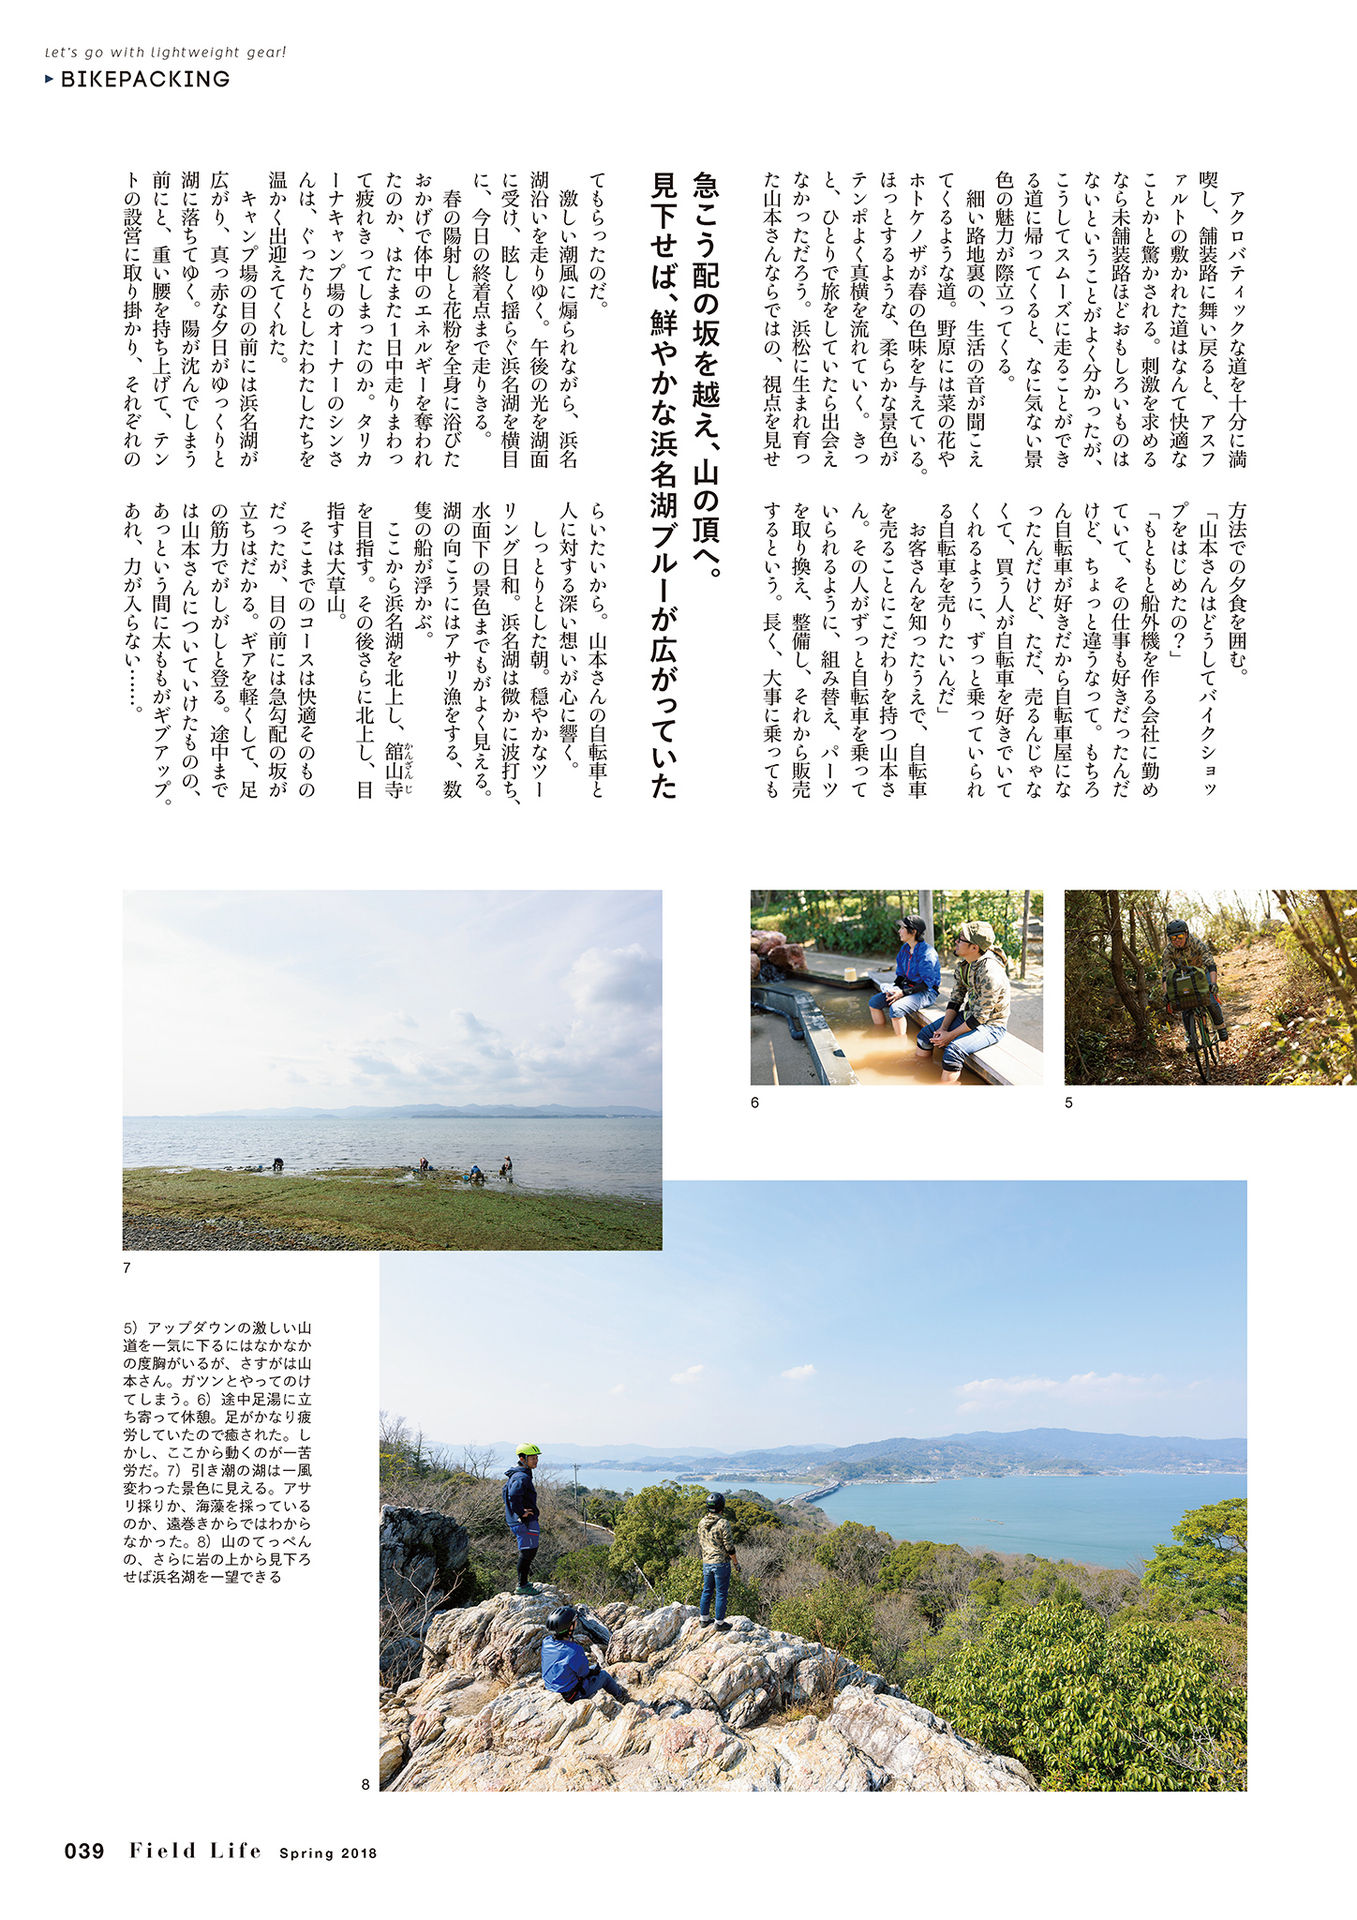 Let's go with lightweight gear!
▶ BIKEPACKING
アクロバティックな道を十分に満
喫し、舗装路に舞い戻ると、アスフ
ァルトの敷かれた道はなんて快適な
ことかと驚かされる。刺激を求める
なら未舗装路ほどおもしろいものは
ないということがよく分かったが、
こうしてスムーズに走ることができ
る道に帰ってくると、なに気ない景
色の魅力が際立ってくる。
細い路地裏の、生活の音が聞こえ
てくるような道。野原には菜の花や
ホトケノザが春の色味を与えている。
ほっとするような、柔らかな景色が
テンポよく真横を流れていく。きっ
と、ひとりで旅をしていたら出会え
なかっただろう。浜松に生まれ育っ
た山本さんならではの、視点を見せ
急こう配の坂を越え、山の頂へ。
見下せば、鮮やかな浜名湖ブルーが広がっていた
てもらったのだ。
激しい潮風に煽られながら、浜名
湖沿いを走りゆく。午後の光を湖面
に受け、眩しく揺らぐ浜名湖を横目
に、今日の終着点まで走りきる。
春の陽射しと花粉を全身に浴びた
おかげで体中のエネルギーを奪われ
たのか、はたまた1日中走りまわっ
て疲れきってしまったのか。タリカ
ーナキャンプ場のオーナーのシンさ
んは、ぐったりとしたわたしたちを
温かく出迎えてくれた。
キャンプ場の目の前には浜名湖が
広がり、真っ赤な夕日がゆっくりと
湖に落ちてゆく。陽が沈んでしまう
前にと、重い腰を持ち上げて、テン
トの設営に取り掛かり、それぞれの
方法での夕食を囲む。
「山本さんはどうしてバイクショッ
プをはじめたの？」
「もともと船外機を作る会社に勤め
ていて、その仕事も好きだったんだ
けど、ちょっと違うなって。もちろ
ん自転車が好きだから自転車屋にな
ったんだけど、ただ、売るんじゃな
くて、買う人が自転車を好きでいて
くれるように、ずっと乗っていられ
る自転車を売りたいんだ」
お客さんを知ったうえで、自転車
を売ることにこだわりを持つ山本さ
ん。その人がずっと自転車を乗って
いられるように、組み替え、パーツ
を取り換え、整備し、それから販売
するという。長く、大事に乗っても
らいたいから。山本さんの自転車と
人に対する深い想いが心に響く。
しっとりとした朝。穏やかなツー
リング日和。浜名湖は微かに波打ち、
水面下の景色までもがよく見える。
湖の向こうにはアサリ漁をする、数
隻の船が浮かぶ。
ここから浜名湖を北上し、舘山寺
かんざんじ
を目指す。その後さらに北上し、目
指すは大草山。
そこまでのコースは快適そのもの
だったが、目の前には急勾配の坂が
立ちはだかる。ギアを軽くして、足
の筋力でがしがしと登る。途中まで
は山本さんについていけたものの、
あっという間に太ももがギブアップ。
あれ、力が入らない……。
6
5
7
5）アップダウンの激しい山
道を一気に下るにはなかなか
の度胸がいるが、さすがは山
本さん。ガツンとやってのけ
てしまう。6）途中足湯に立
ち寄って休憩。足がかなり疲
労していたので癒された。し
かし、ここから動くのが一苦
労だ。7）引き潮の湖は一風
変わった景色に見える。アサ
リ採りか、海藻を採っている
のか、遠巻きからではわから
なかった。8）山のてっぺん
の、さらに岩の上から見下ろ
せば浜名湖を一望できる
8
039 Field Life Spring 2018